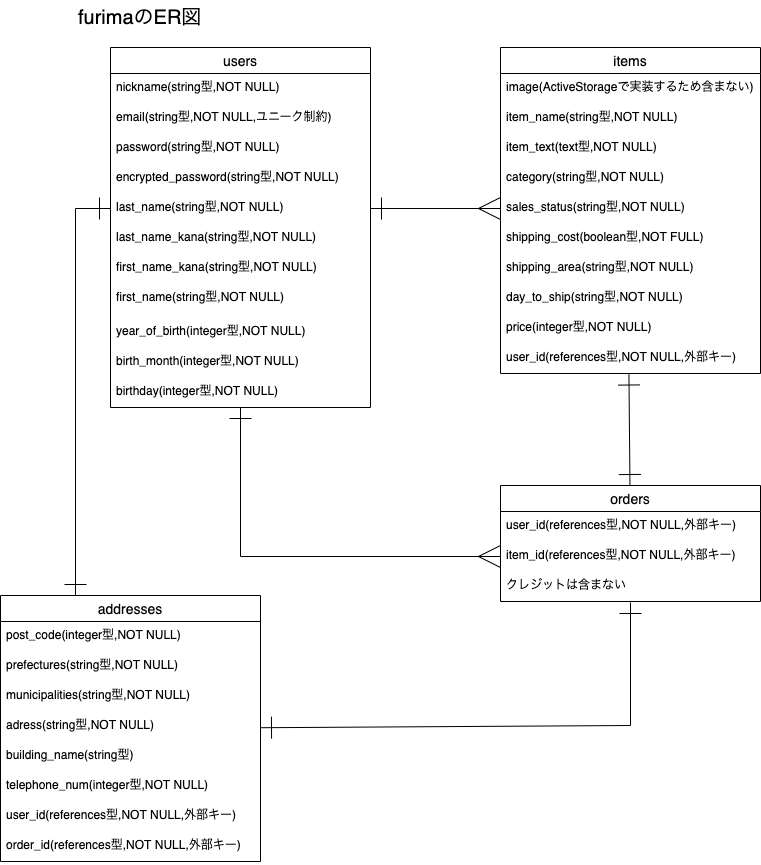 furimaのER図
users
nickname(string型,NOT NULL)
email(string型,NOT NULL,ユニーク制約)
password(string型,NOT NULL)
encrypted_password(string型,NOT NULL)
last_name(string型,NOT NULL)
last_name_kana(string型,NOT NULL)
first_name_kana(string型,NOT NULL)
first_name(string型,NOT NULL)
year_of_birth(integer型,NOT NULL)
birth_month(integer型,NOT NULL)
birthday(integer型,NOT NULL)
items
image(ActiveStorageで実装するため含まない)
item_name(string型,NOT NULL)
item_text(text型,NOT NULL)
category(string型,NOT NULL)
sales_status(string型,NOT NULL)
shipping_cost(boolean型,NOT FULL)
shipping_area(string型,NOT NULL)
day_to_ship(string型,NOT NULL)
price(integer型,NOT NULL)
user_id(references型,NOT NULL,外部キー)
orders
user_id(references型,NOT NULL,外部キー)
item_id(references型,NOT NULL,外部キー)
クレジットは含まない
addresses
post_code(integer型,NOT NULL)
prefectures(string型,NOT NULL)
municipalities(string型,NOT NULL)
adress(string型,NOT NULL)
building_name(string型)
telephone_num(integer型,NOT NULL)
user_id(references型,NOT NULL,外部キー)
order_id(references型,NOT NULL,外部キー)